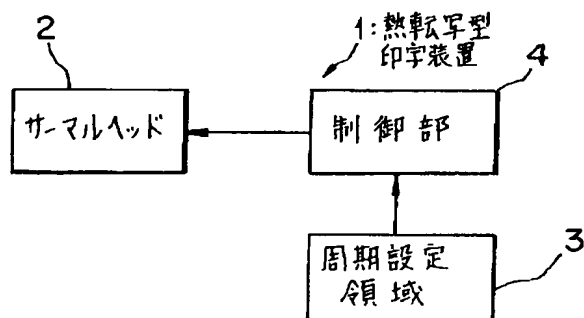 2
1:熱転写型
印字装置
4
サーマルヘッド
制御部
周期設定
領域
3